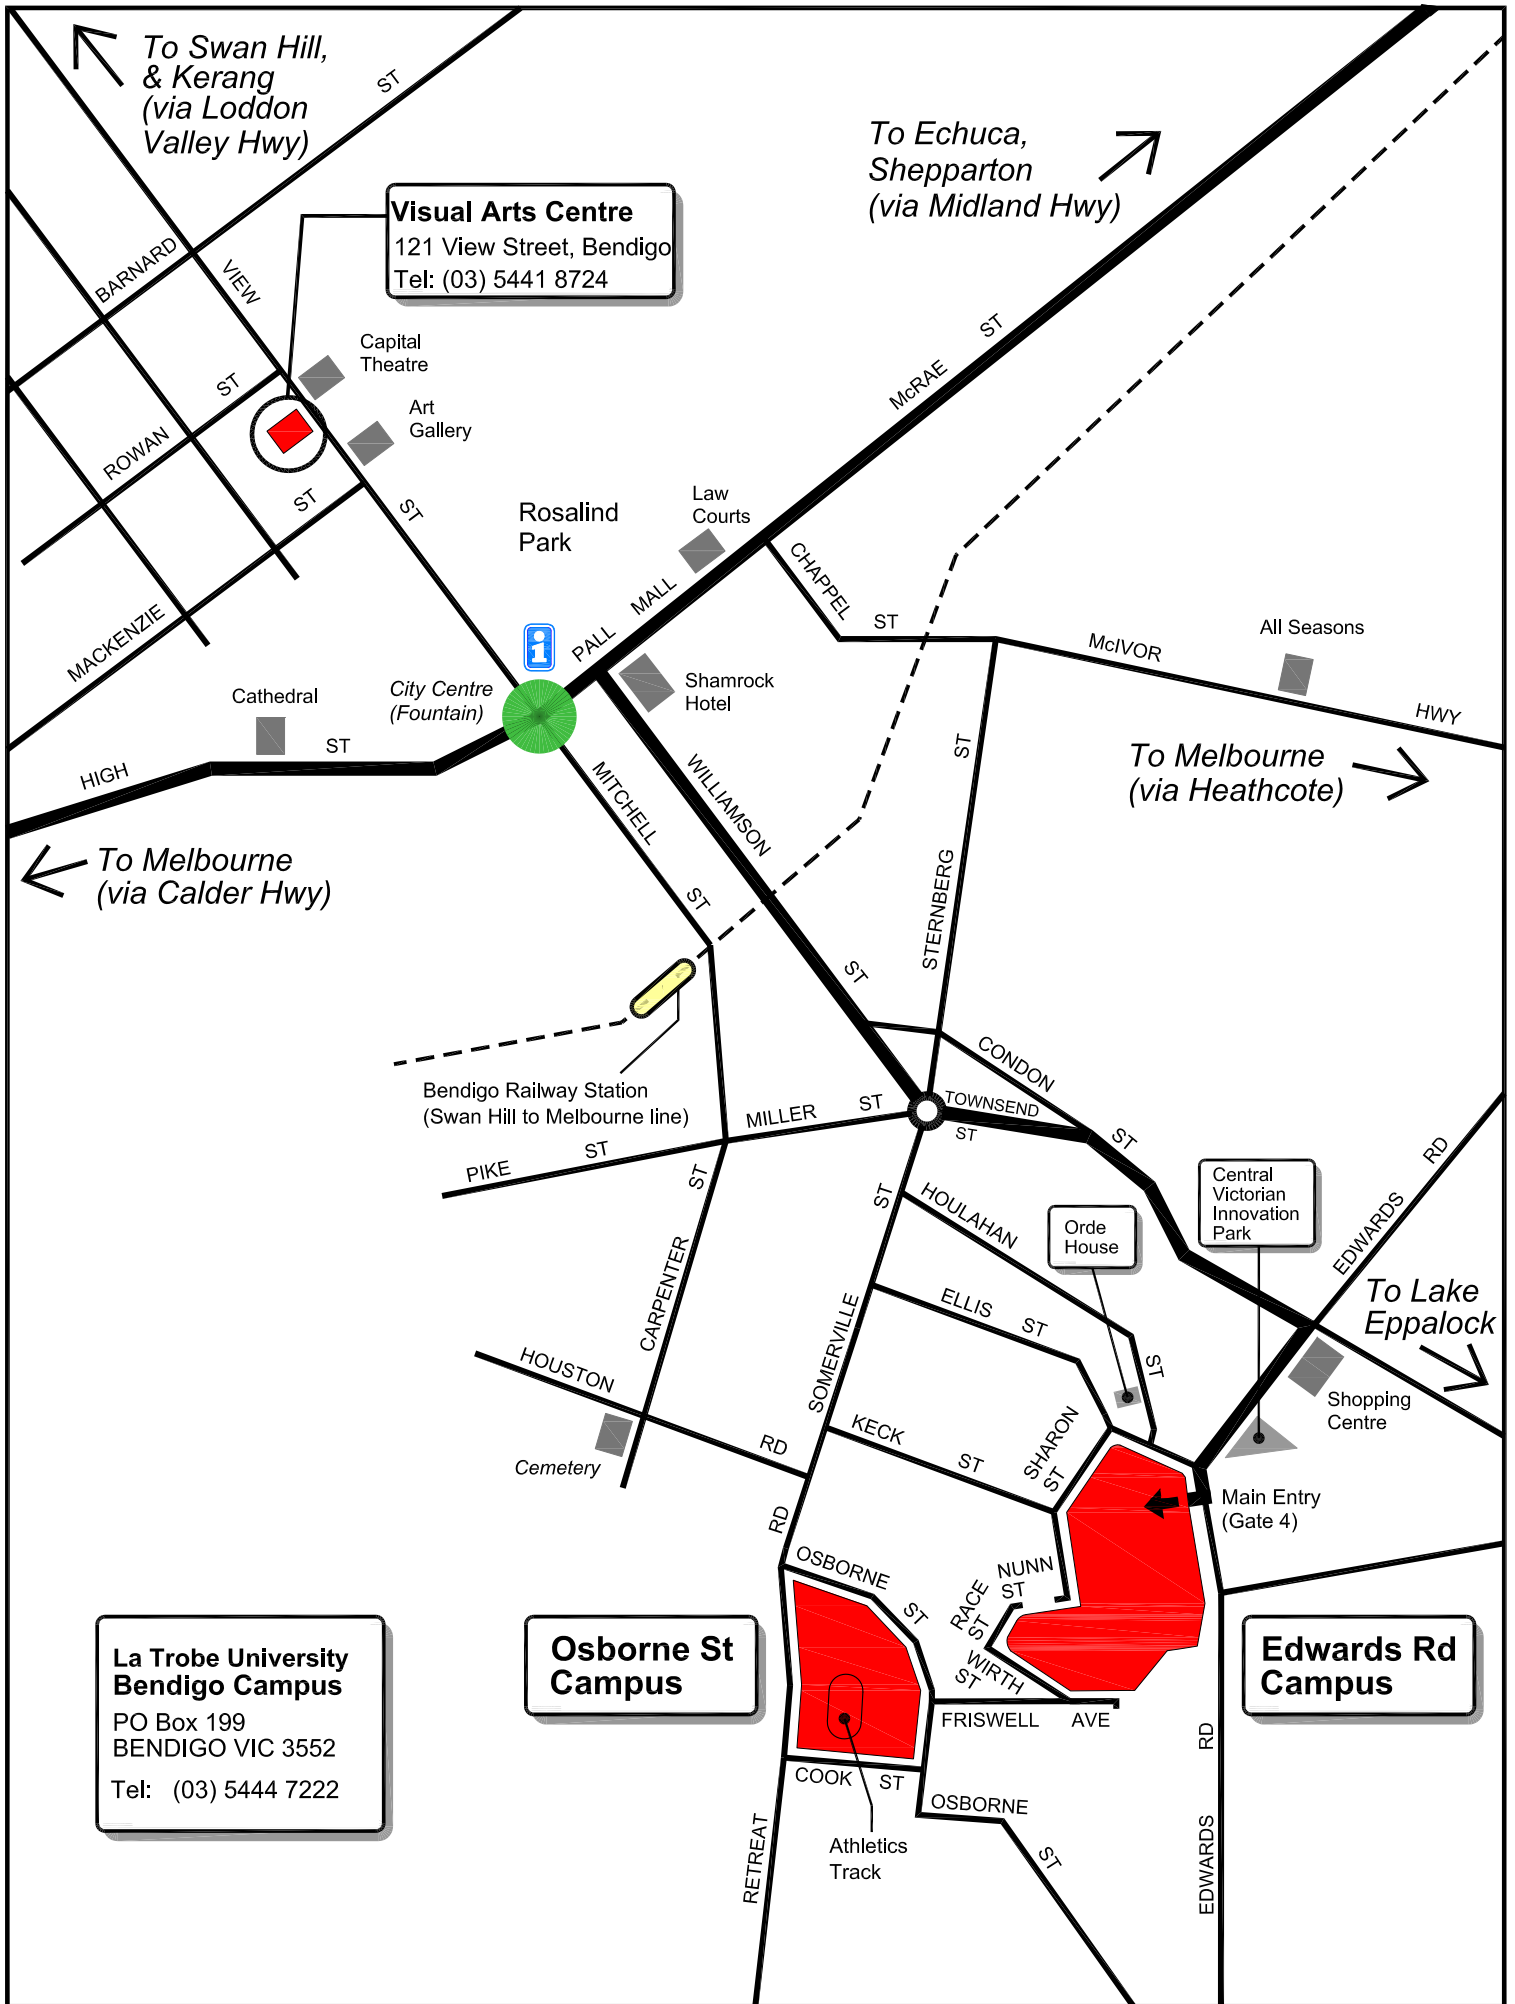 To Swan Hill,
& Kerang
(via Loddon
Valley Hwy)
ST
To Echuca,
Shepparton
(via Midland Hwy)
Visual Arts Centre
121 View Street, Bendigo
Tel: (03) 5441 8724
BARNARD
VIEW
Capital
Theatre
ST
McRAE
ST
Art
Gallery
ROWAN
ST
ST
Rosalind
Park
Law
Courts
CHAPPEL
ST
MACKENZIE
PALL
MALL
McIVOR
HWY
All Seasons
Cathedral
City Centre
(Fountain)
Shamrock
Hotel
HIGH
ST
MITCHELL
ST
WILLIAMSON
ST
STERNBERG
ST
To Melbourne
(via Heathcote)
To Melbourne
(via Calder Hwy)
Bendigo Railway Station
(Swan Hill to Melbourne line)
CONDON
ST
TOWNSEND
ST
MILLER
ST
PIKE
ST
ST
CARPENTER
ST
HOULAHAN
ST
Orde
House
Central
Victorian
Innovation
Park
EDWARDS
RD
To Lake
Eppalock
ELLIS
ST
SOMERVILLE
RD
HOUSTON
RD
Cemetery
KECK
ST
SHARON
ST
Shopping
Centre
Main Entry
(Gate 4)
OSBORNE
ST
NUNN
ST
RACE
ST
WIRTH
ST
La Trobe University
Bendigo Campus
PO Box 199
BENDIGO VIC 3552
Tel: (03) 5444 7222
Osborne St
Campus
Edwards Rd
Campus
FRISWELL
AVE
COOK
ST
OSBORNE
ST
RETREAT
Athletics
Track
EDWARDS
RD